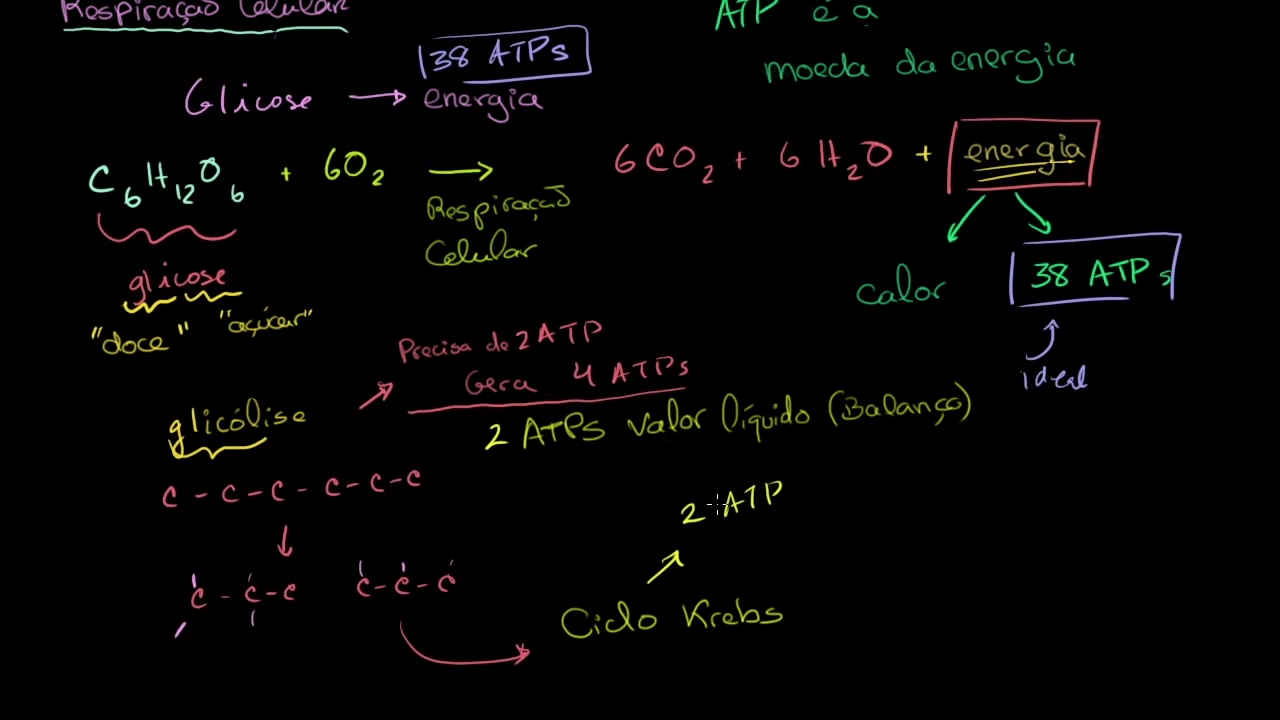 Respiração Celular
ATP é a
moeda da energia
38 ATPs
Glicose → energia
C6H12O6 + 6O2 → 6CO2 + 6H2O + energia
Respiração
Celular
glicose
"doce" "açúcar"
calor
38 ATPs
ideal
Precisa de 2 ATP
Gera 4 ATPs
2 ATPs valor líquido (Balanço)
glicólise
C - C - C - C - C - C
2 ATP
C - C - C C - C - C
Ciclo Krebs